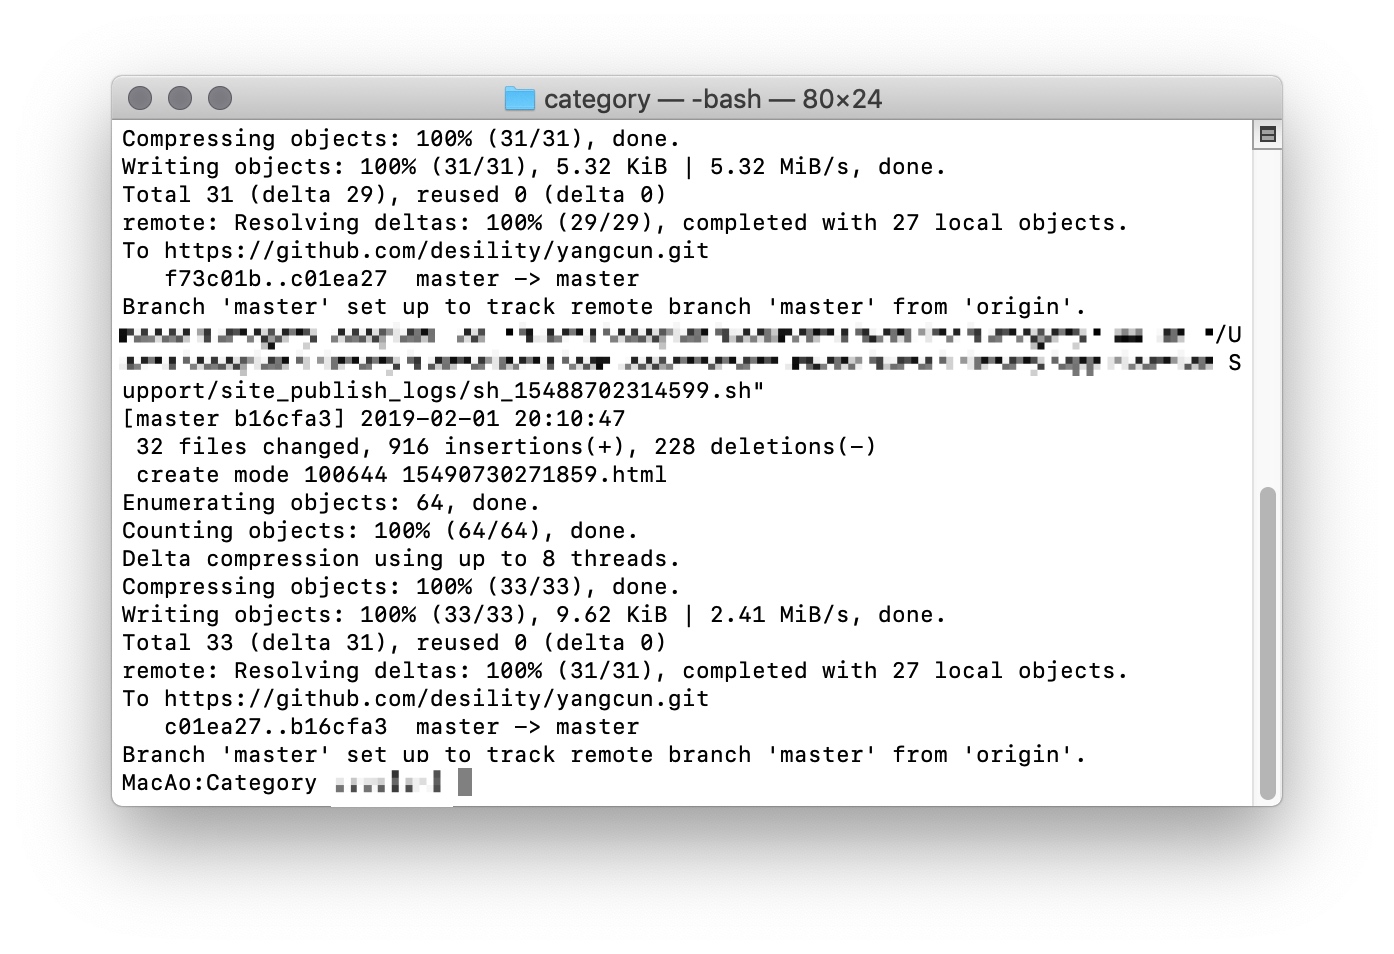 category — -bash — 80×24
Compressing objects: 100% (31/31), done.
Writing objects: 100% (31/31), 5.32 KiB | 5.32 MiB/s, done.
Total 31 (delta 29), reused 0 (delta 0)
remote: Resolving deltas: 100% (29/29), completed with 27 local objects.
To https://github.com/desility/yangcun.git
   f73c01b..c01ea27  master -> master
Branch 'master' set up to track remote branch 'master' from 'origin'.
"/U
S
upport/site_publish_logs/sh_15488702314599.sh"
[master b16cfa3] 2019-02-01 20:10:47
 32 files changed, 916 insertions(+), 228 deletions(-)
 create mode 100644 15490730271859.html
Enumerating objects: 64, done.
Counting objects: 100% (64/64), done.
Delta compression using up to 8 threads.
Compressing objects: 100% (33/33), done.
Writing objects: 100% (33/33), 9.62 KiB | 2.41 MiB/s, done.
Total 33 (delta 31), reused 0 (delta 0)
remote: Resolving deltas: 100% (31/31), completed with 27 local objects.
To https://github.com/desility/yangcun.git
   c01ea27..b16cfa3  master -> master
Branch 'master' set up to track remote branch 'master' from 'origin'.
MacAo:Category